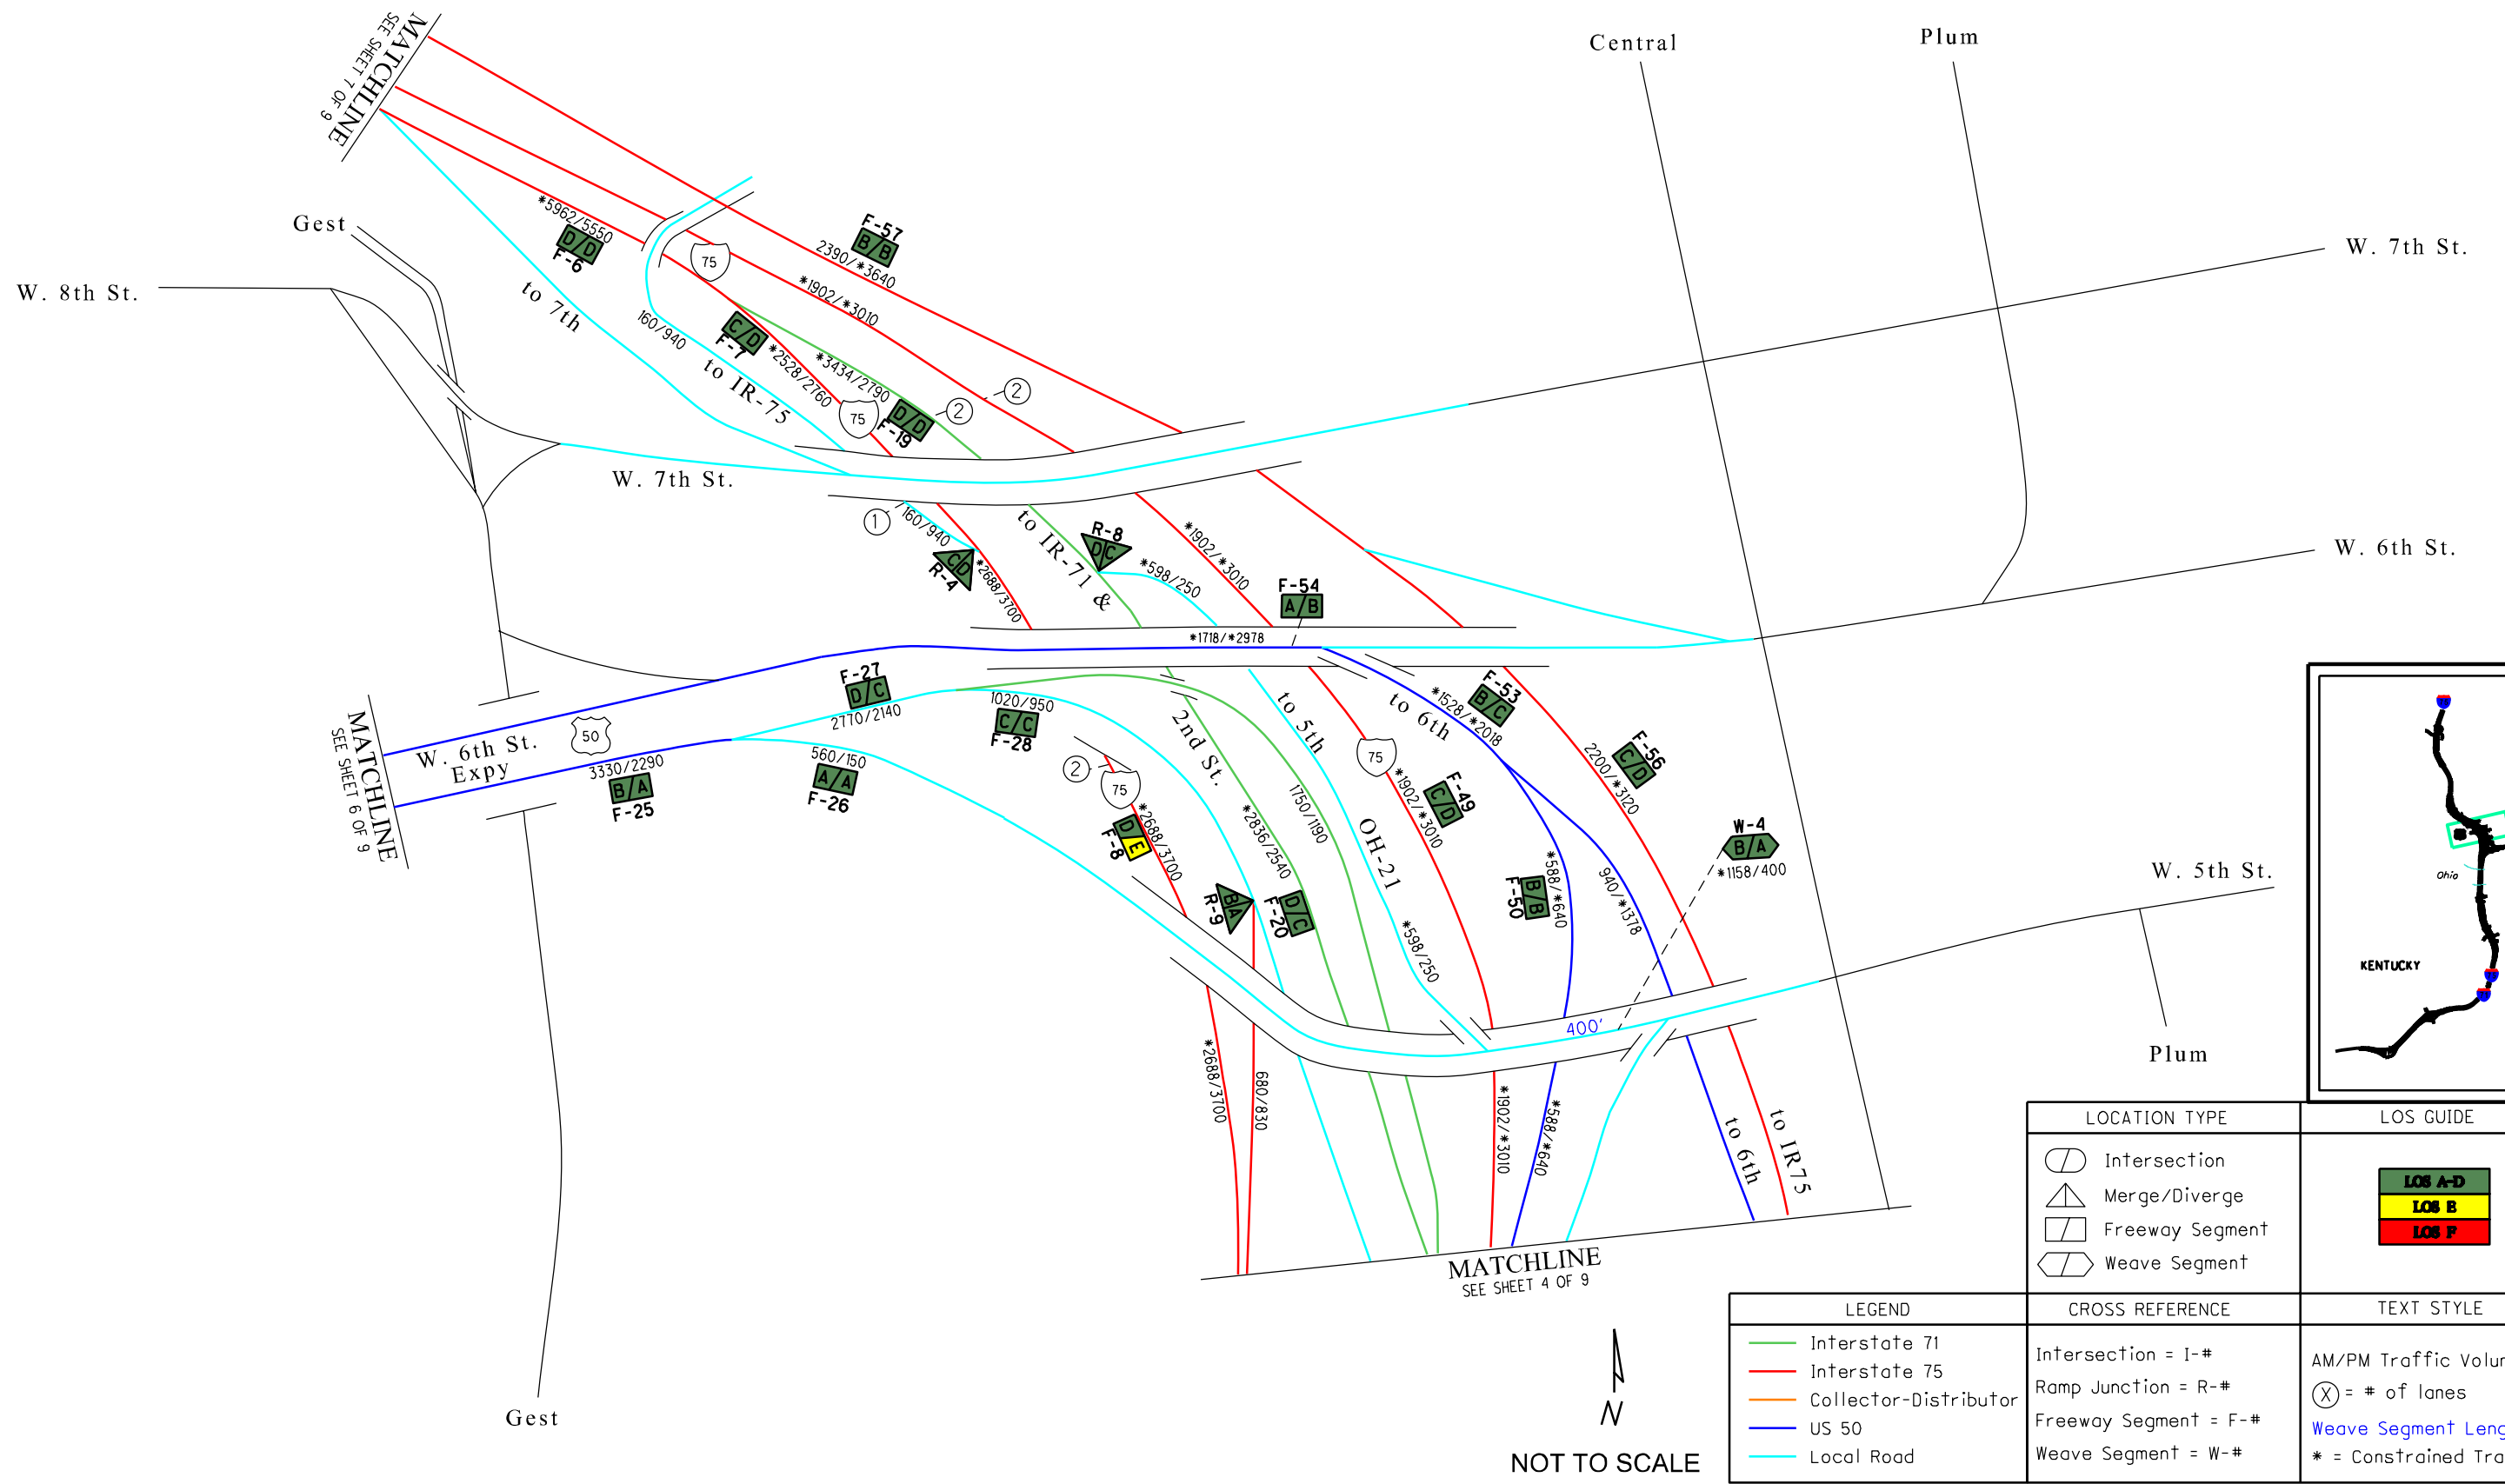 MATCHLINE
SEE SHEET 7 OF 9
Central
Plum
Gest
W. 8th St.
W. 7th St.
*5962/5550
D/D
F-6
F-57
B/B
2390/*3640
75
*1902/*3010
to 7th
160/940
to IR-75
C/D
F-7
*2528/2760
*3434/2790
75
D/D
F-19
2
2
W. 7th St.
1
160/940
C/D
R-4
*2688/3700
to IR-71 &
R-8
D/C
*598/250
*1902/*3010
F-54
A/B
*1718/*2978
W. 6th St.
MATCHLINE
SEE SHEET 6 OF 9
W. 6th St.
Expy
50
3330/2290
B/A
F-25
F-27
D/C
2770/2140
560/150
A/A
F-26
1020/950
C/C
F-28
2
75
D/E
F-8
*2688/3700
2nd St.
*2836/2540
1750/1190
B/A
R-9
D/C
F-20
to 5th
OH-21
*598/250
75
*1902/*3010
C/D
F-49
to 6th
*1528/*2018
F-53
B/C
F-56
C/D
2200/*3120
B/B
F-50
*588/*640
940/*1378
W-4
B/A
*1158/400
W. 5th St.
400'
Plum
*2688/3700
680/830
*1902/*3010
*588/*640
to 6th
to IR75
MATCHLINE
SEE SHEET 4 OF 9
Gest
N
NOT TO SCALE
Ohio
KENTUCKY
LOCATION TYPE
Intersection
Merge/Diverge
Freeway Segment
Weave Segment
LOS GUIDE
LOS A-D
LOS E
LOS F
LEGEND
Interstate 71
Interstate 75
Collector-Distributor
US 50
Local Road
CROSS REFERENCE
Intersection = I-#
Ramp Junction = R-#
Freeway Segment = F-#
Weave Segment = W-#
TEXT STYLE
AM/PM Traffic
X = # of lanes
Weave Segment
* = Constrained